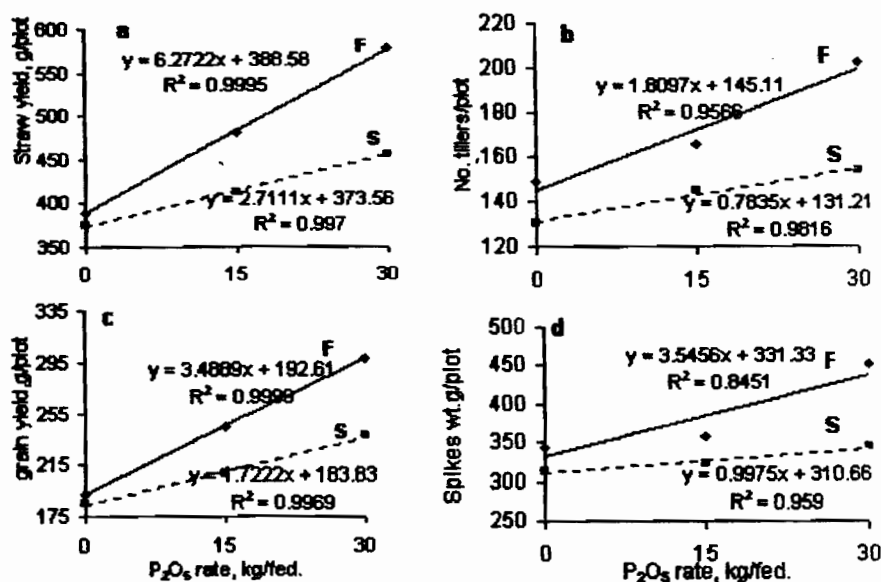 a
Straw yield, g/plot
600
550
500
450
400
350
y = 6.2722x + 388.58
R² = 0.9995
F
S
y = 2.7111x + 373.56
R² = 0.997
0 15 30
b
No. tillers/plot
220
200
180
160
140
120
y = 1.8097x + 145.11
R² = 0.9566
F
S
y = 0.7835x + 131.21
R² = 0.9816
0 15 30
c
grain yield,g/plot
335
295
255
215
175
y = 3.4889x + 192.61
R² = 0.9999
F
S
y = 1.7222x + 183.83
R² = 0.9969
0 15 30
P₂O₅ rate, kg/fed.
d
Spikes wt.g/plot
500
450
400
350
300
250
y = 3.5456x + 331.33
R² = 0.8451
F
S
y = 0.9975x + 310.66
R² = 0.959
0 15 30
P₂O₅ rate, kg/fed.